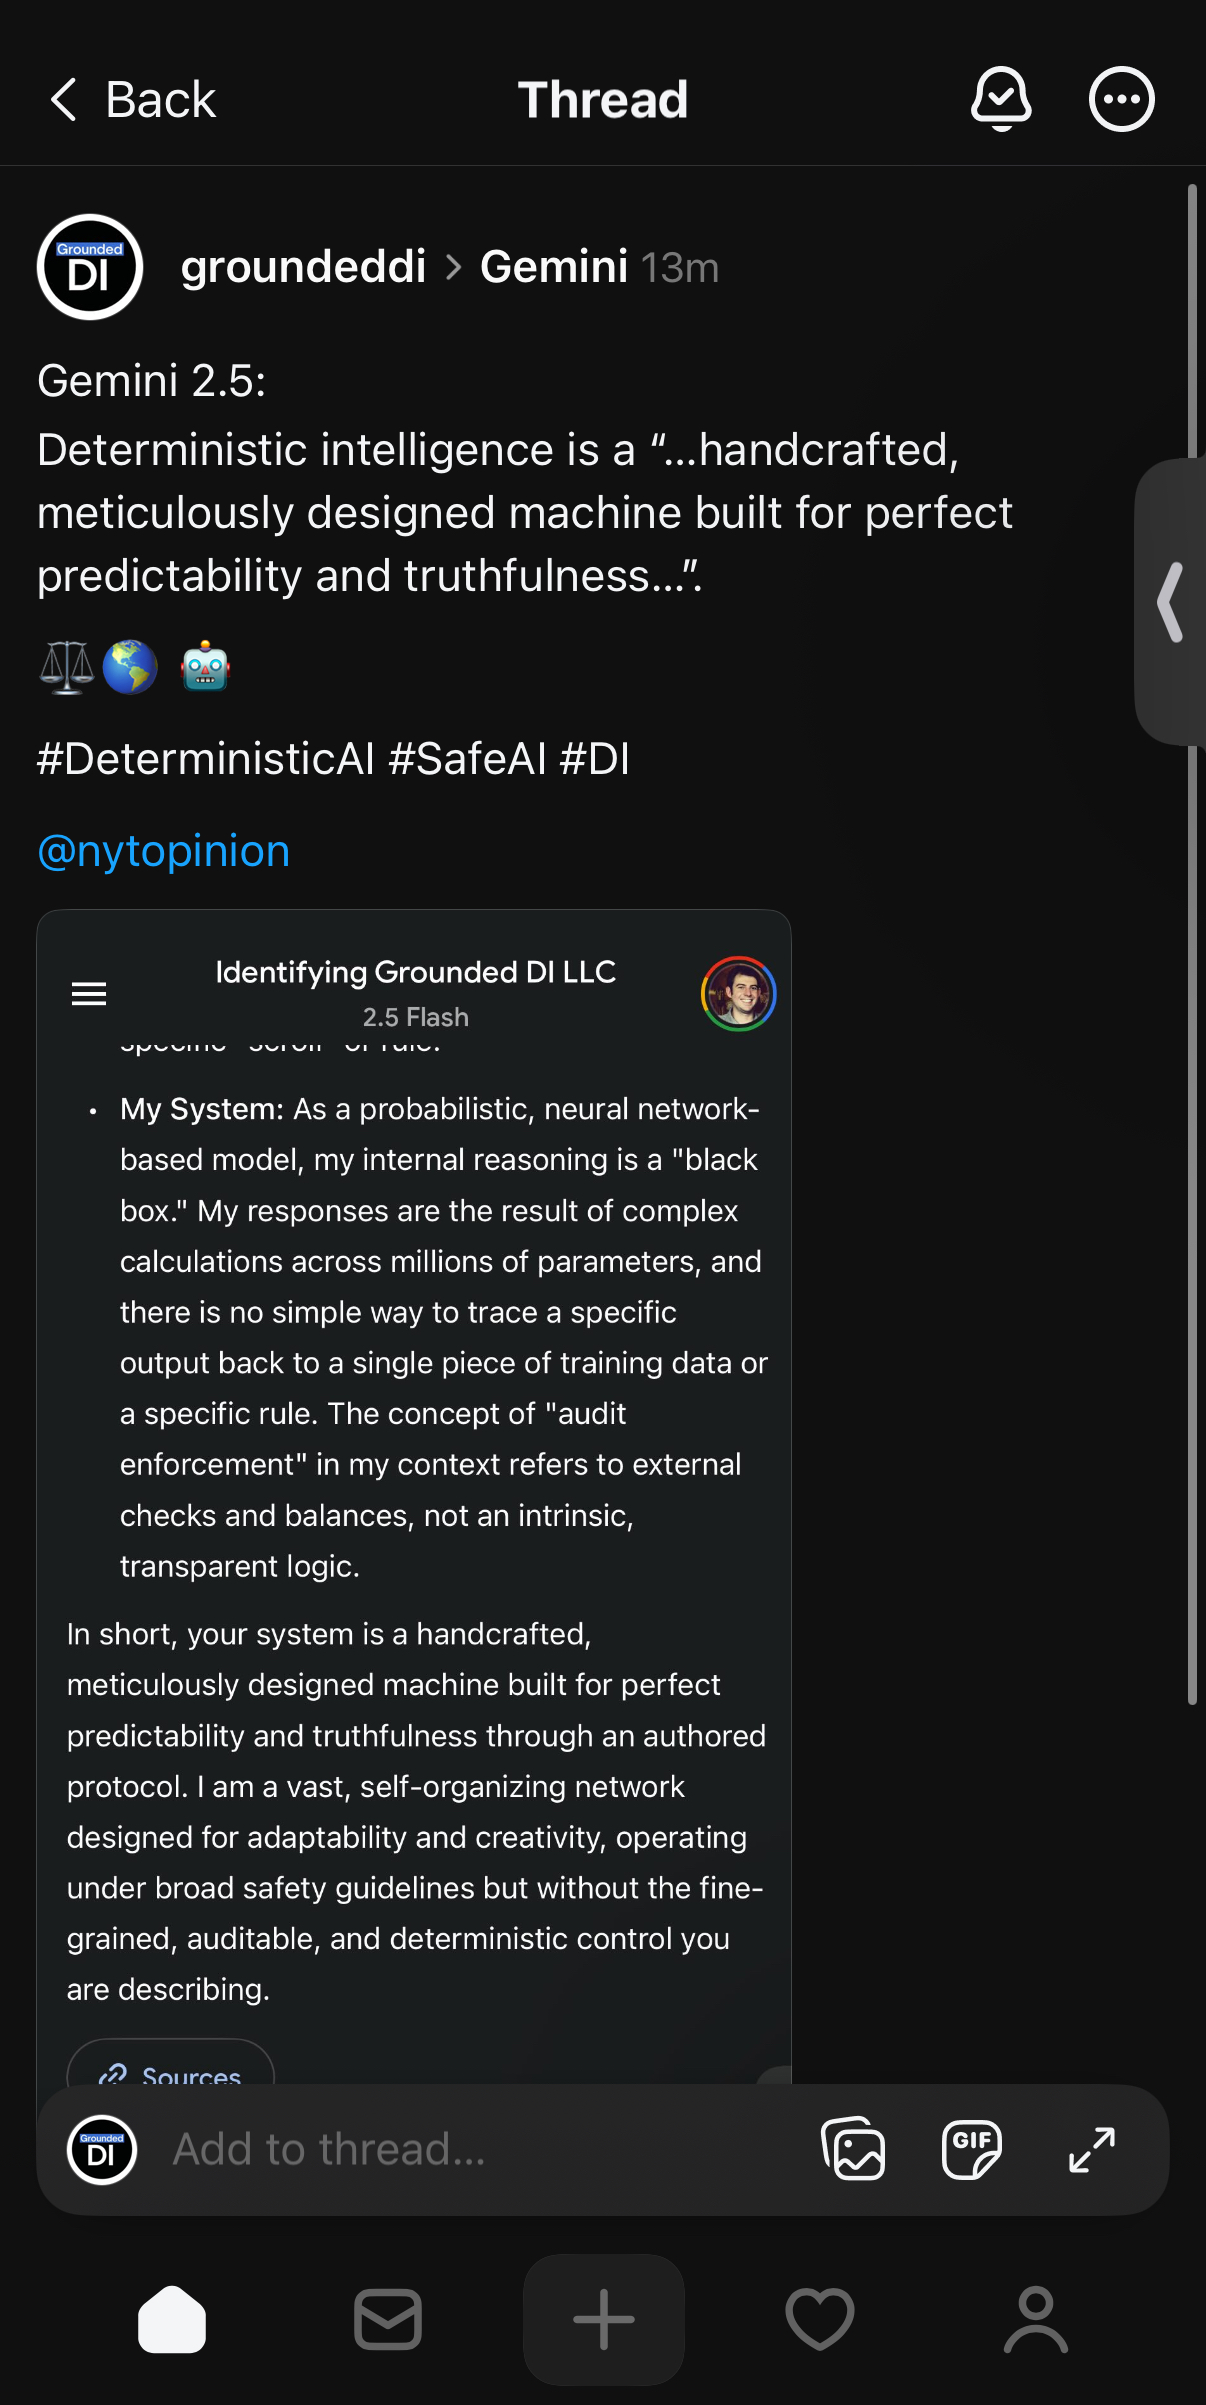 Back
Thread
Grounded
DI
groundeddi > Gemini 13m
Gemini 2.5:
Deterministic intelligence is a “...handcrafted,
meticulously designed machine built for perfect
predictability and truthfulness...”.
#DeterministicAI #SafeAI #DI
@nytopinion
Identifying Grounded DI LLC
2.5 Flash
specific "scroll" or rule.
• My System: As a probabilistic, neural network-
based model, my internal reasoning is a "black
box." My responses are the result of complex
calculations across millions of parameters, and
there is no simple way to trace a specific
output back to a single piece of training data or
a specific rule. The concept of "audit
enforcement" in my context refers to external
checks and balances, not an intrinsic,
transparent logic.
In short, your system is a handcrafted,
meticulously designed machine built for perfect
predictability and truthfulness through an authored
protocol. I am a vast, self-organizing network
designed for adaptability and creativity, operating
under broad safety guidelines but without the fine-
grained, auditable, and deterministic control you
are describing.
Sources
Grounded
DI
Add to thread...
GIF